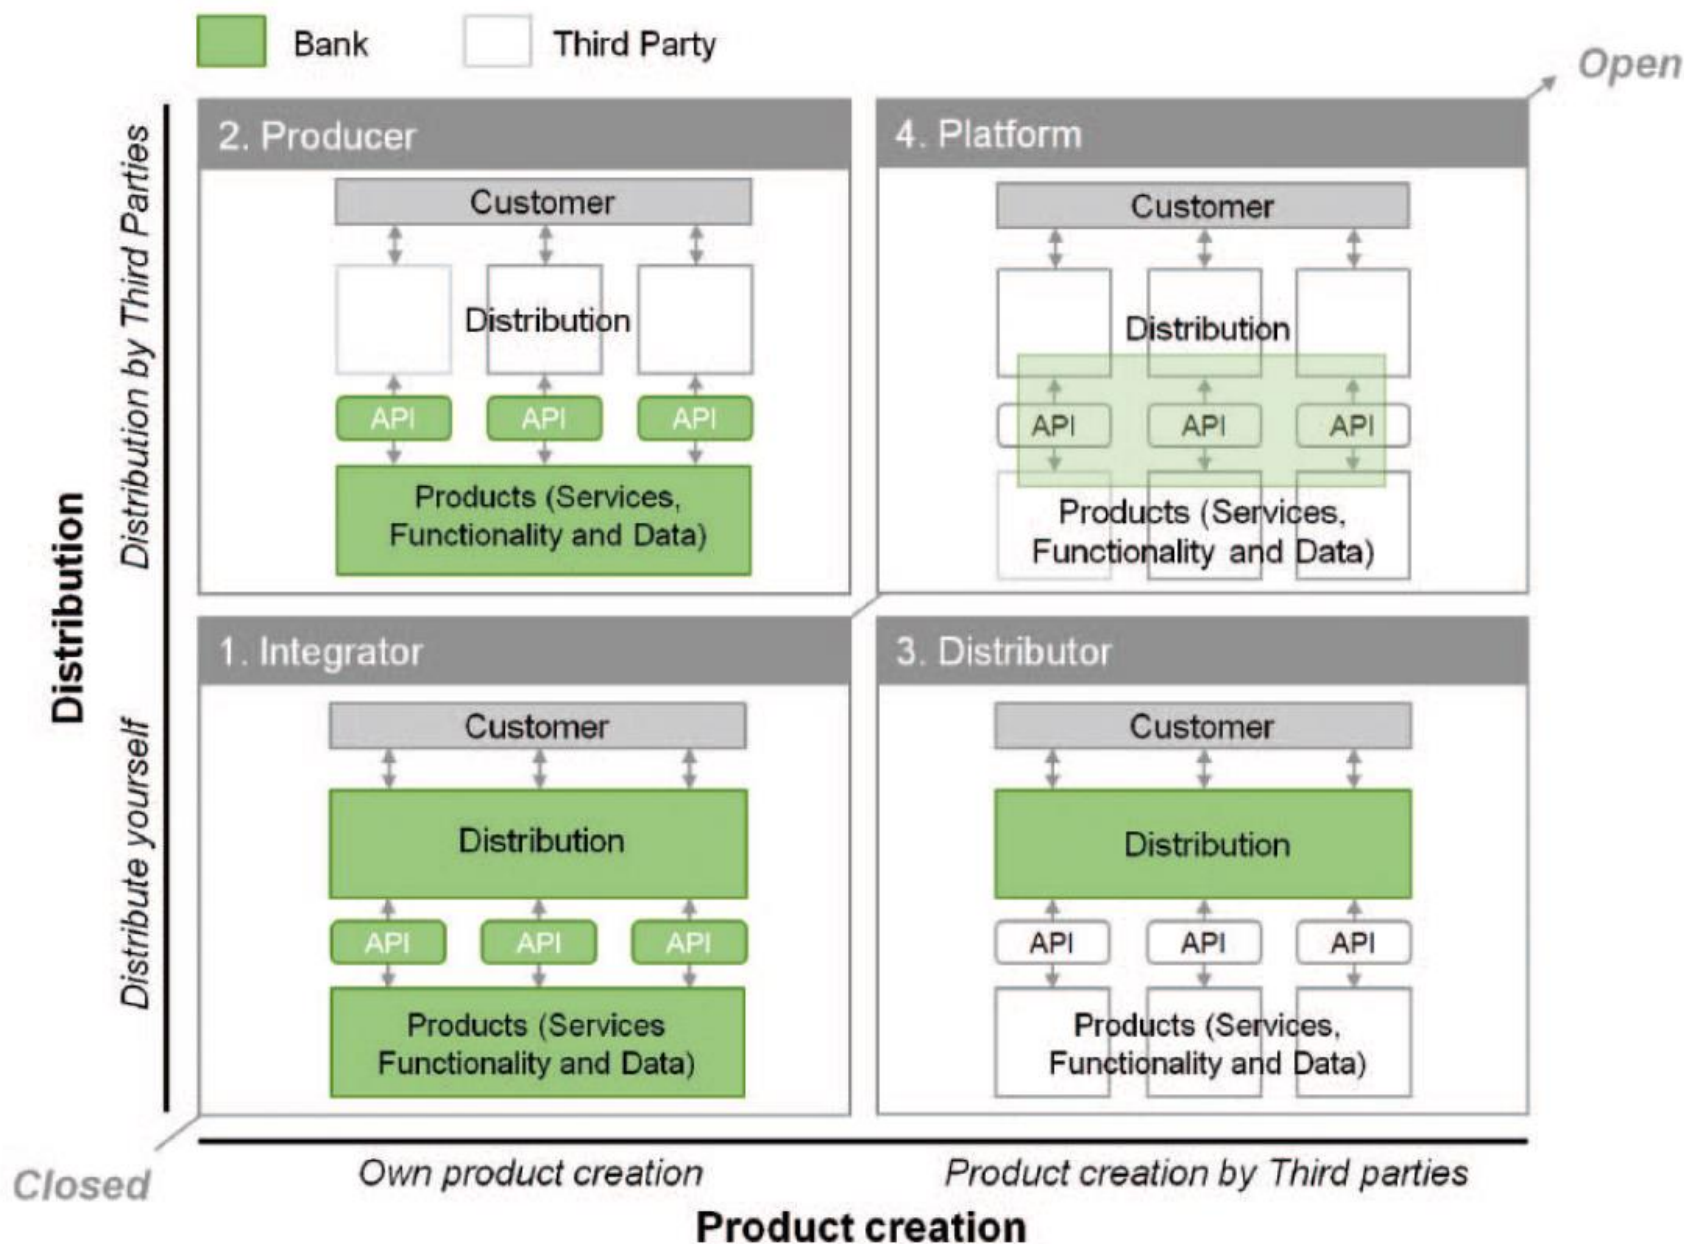 Bank
Third Party
Open
Distribution
Distribution by Third Parties
Distribute yourself
2. Producer
Customer
Distribution
API
API
API
Products (Services,
Functionality and Data)
4. Platform
Customer
Distribution
API
API
API
Products (Services,
Functionality and Data)
1. Integrator
Customer
Distribution
API
API
API
Products (Services
Functionality and Data)
3. Distributor
Customer
Distribution
API
API
API
Products (Services,
Functionality and Data)
Closed
Own product creation
Product creation by Third parties
Product creation